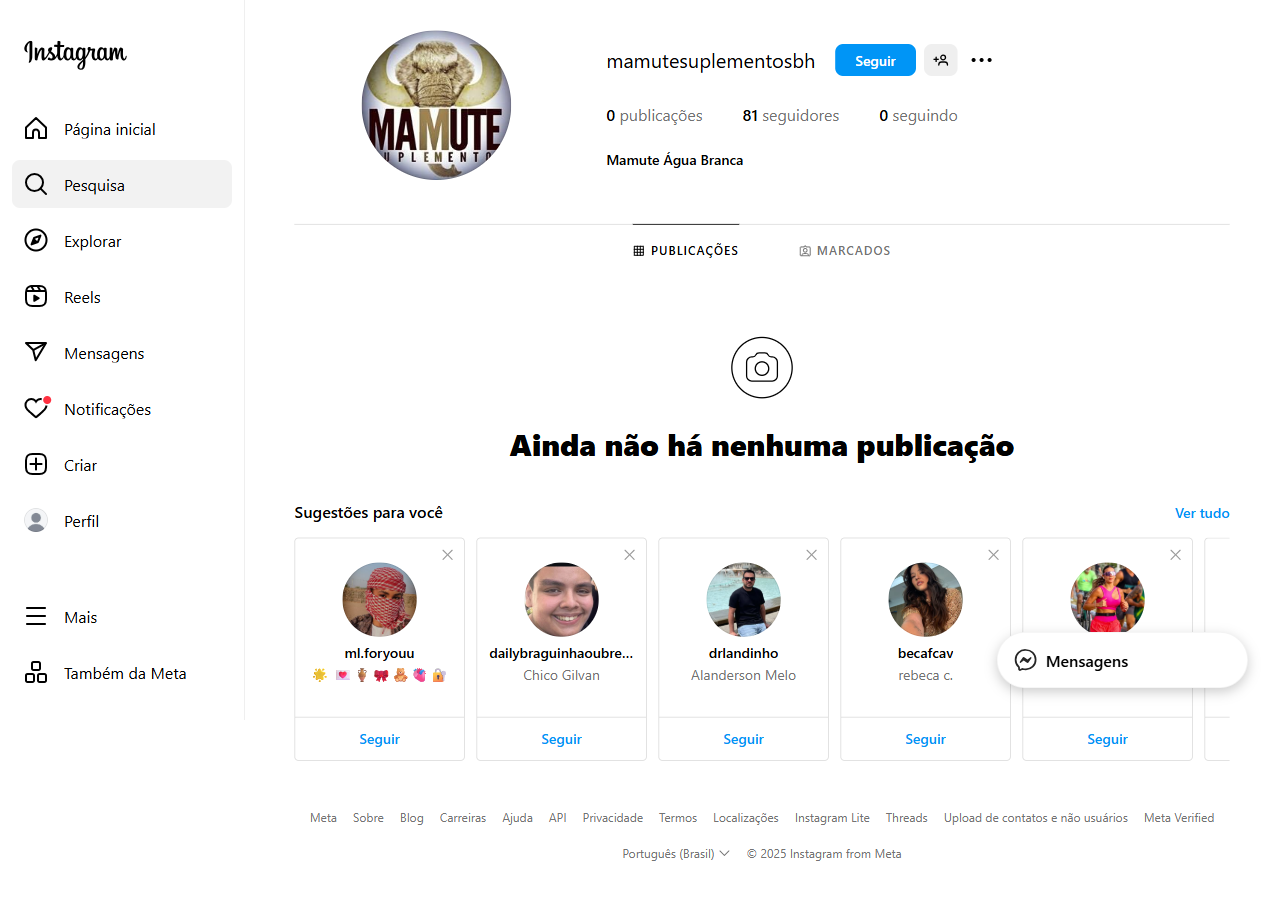 Instagram
Página inicial
Pesquisa
Explorar
Reels
Mensagens
Notificações
Criar
Perfil
Mais
Também da Meta
MAMUTE
SUPLEMENTO
mamutesuplementosbh
Seguir
0 publicações 81 seguidores 0 seguindo
Mamute Água Branca
PUBLICAÇÕES MARCADOS
Ainda não há nenhuma publicação
Sugestões para você Ver tudo
ml.foryouu
🌟 💌 🏺 🎀 🧸 💝 🔐
Seguir
dailybraguinhaoubre...
Chico Gilvan
Seguir
drlandinho
Alanderson Melo
Seguir
becafcav
rebeca c.
Seguir
Seguir
Mensagens
Meta Sobre Blog Carreiras Ajuda API Privacidade Termos Localizações Instagram Lite Threads Upload de contatos e não usuários Meta Verified
Português (Brasil) © 2025 Instagram from Meta